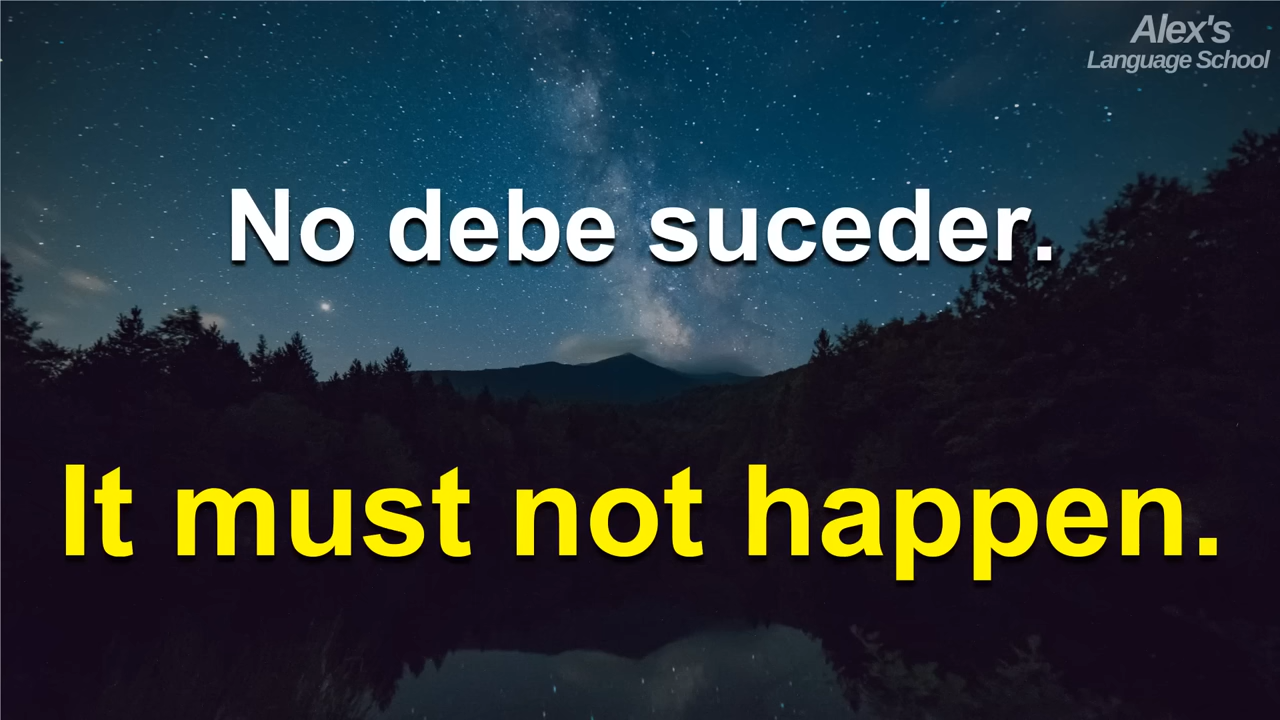 Alex's
Language School
No debe suceder.
It must not happen.